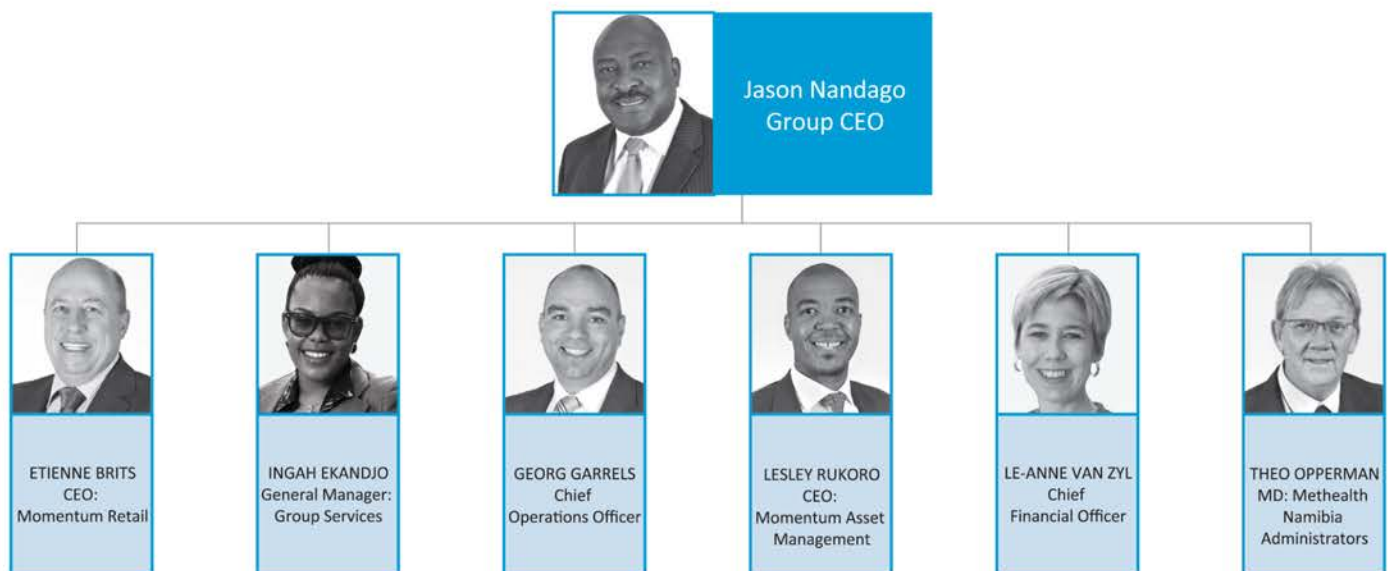 Jason Nandago
Group CEO
ETIENNE BRITS
CEO:
Momentum Retail
INGAH EKANDJO
General Manager:
Group Services
GEORG GARRELS
Chief
Operations Officer
LESLEY RUKORO
CEO:
Momentum Asset
Management
LE-ANNE VAN ZYL
Chief
Financial Officer
THEO OPPERMAN
MD: Methealth
Namibia
Administrators